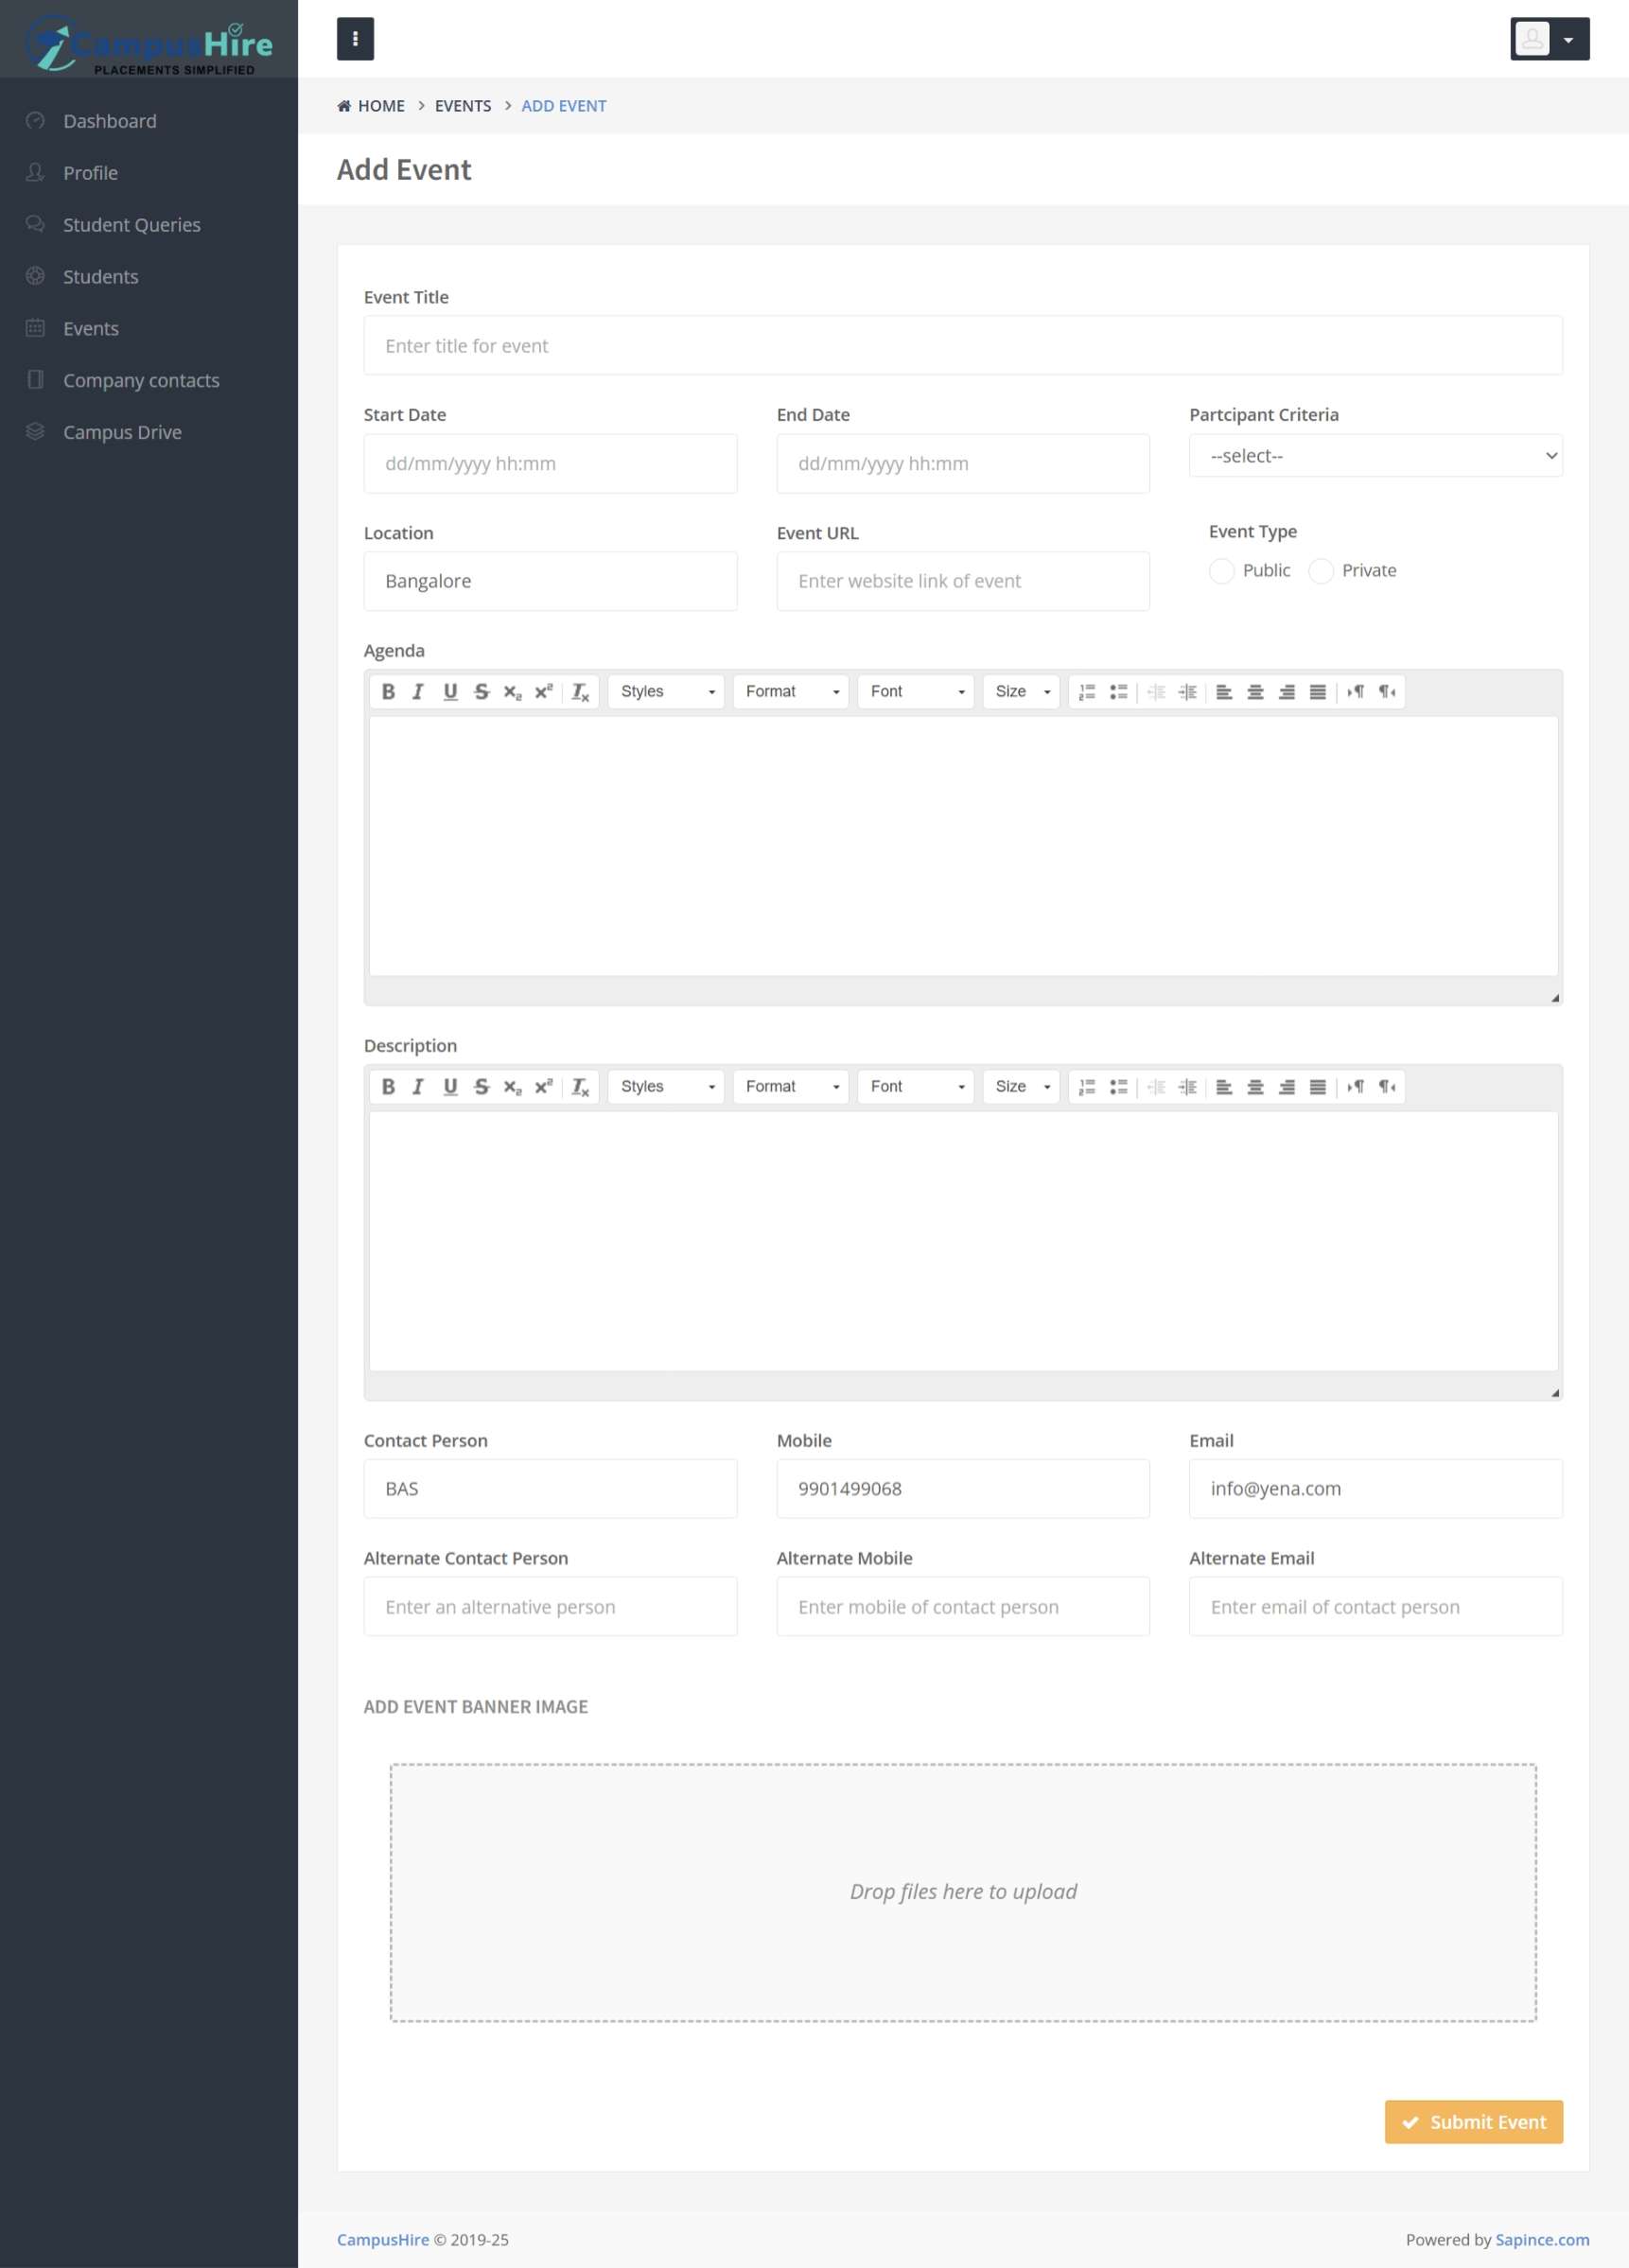 CampusHire
PLACEMENTS SIMPLIFIED
Dashboard
Profile
Student Queries
Students
Events
Company contacts
Campus Drive
HOME > EVENTS > ADD EVENT
Add Event
Event Title
Enter title for event
Start Date End Date Partcipant Criteria
dd/mm/yyyy hh:mm dd/mm/yyyy hh:mm --select--
Location Event URL Event Type
Bangalore Enter website link of event Public Private
Agenda
Styles Format Font Size
Description
Styles Format Font Size
Contact Person Mobile Email
BAS 9901499068 info@yena.com
Alternate Contact Person Alternate Mobile Alternate Email
Enter an alternative person Enter mobile of contact person Enter email of contact person
ADD EVENT BANNER IMAGE
Drop files here to upload
Submit Event
CampusHire © 2019-25 Powered by Sapince.com